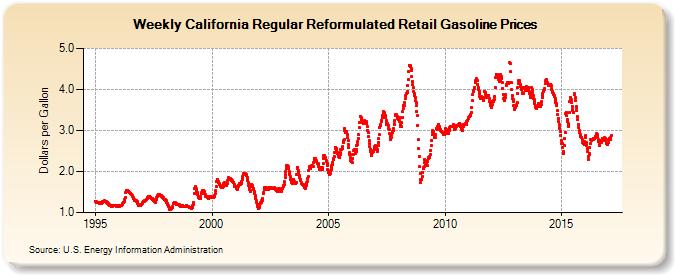 Weekly California Regular Reformulated Retail Gasoline Prices
Dollars per Gallon
5.0
4.0
3.0
2.0
1.0
1995 2000 2005 2010 2015
Source: U.S. Energy Information Administration